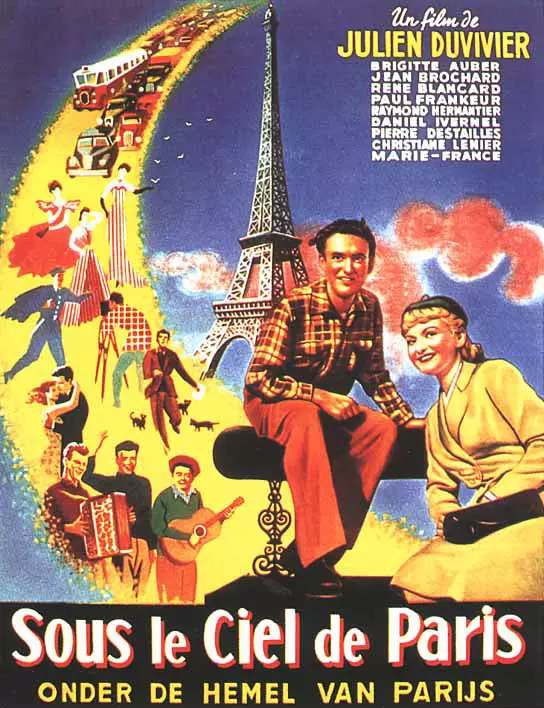 Un film de
JULIEN DUVIVIER
BRIGITTE AUBER
JEAN BROCHARD
RENE BLANCARD
PAUL FRANKEUR
RAYMOND HERMANTIER
DANIEL IVERNEL
PIERRE DESTAILLES
CHRISTIANE LENIER
MARIE-FRANCE
Sous le Ciel de Paris
ONDER DE HEMEL VAN PARIJS